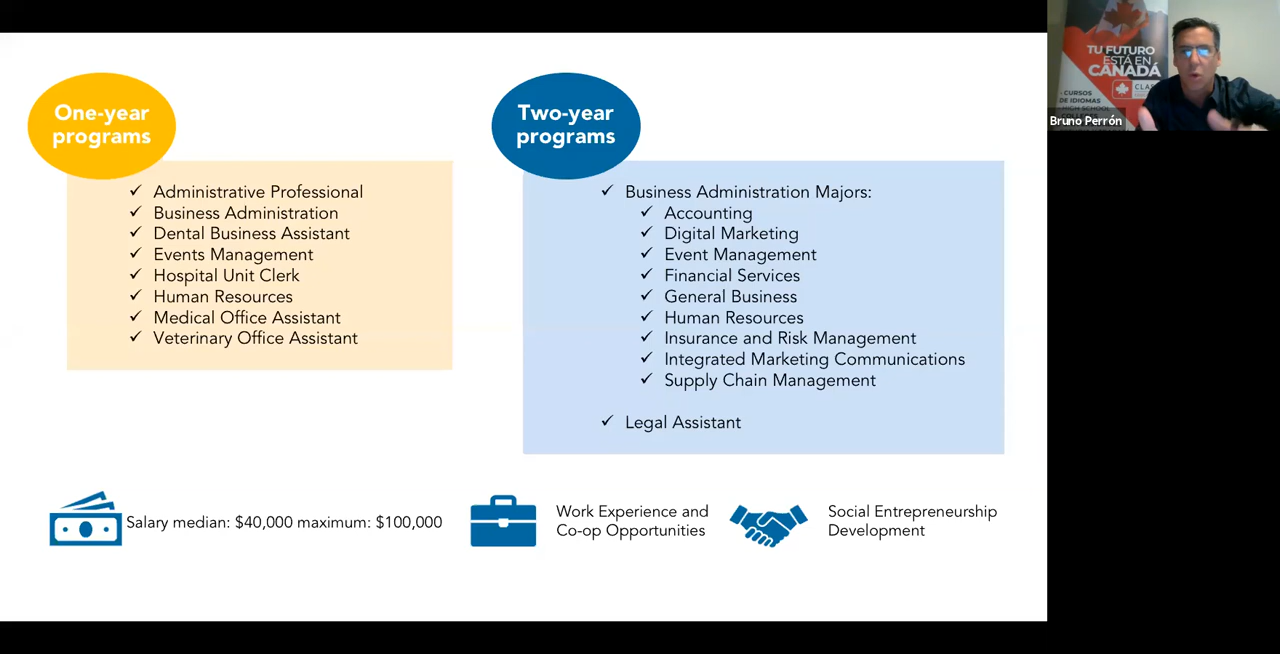 One-year
programs
✓ Administrative Professional
✓ Business Administration
✓ Dental Business Assistant
✓ Events Management
✓ Hospital Unit Clerk
✓ Human Resources
✓ Medical Office Assistant
✓ Veterinary Office Assistant
Two-year
programs
✓ Business Administration Majors:
✓ Accounting
✓ Digital Marketing
✓ Event Management
✓ Financial Services
✓ General Business
✓ Human Resources
✓ Insurance and Risk Management
✓ Integrated Marketing Communications
✓ Supply Chain Management
✓ Legal Assistant
Salary median: $40,000 maximum: $100,000
Work Experience and
Co-op Opportunities
Social Entrepreneurship
Development
TU FUTURO
ESTÁ EN
CANADÁ
CURSOS
DE IDIOMAS
HIGH SCHOOL
Bruno Perrón